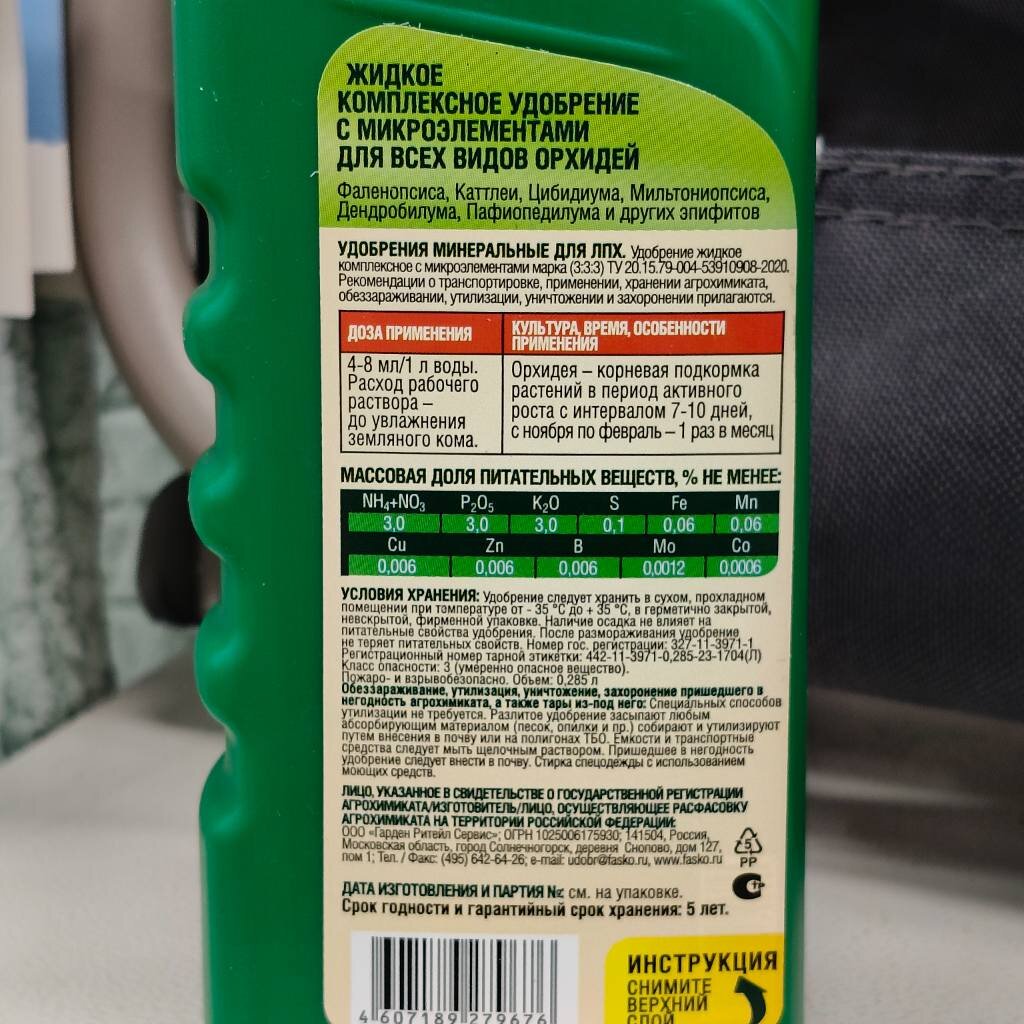 ЖИДКОЕ
КОМПЛЕКСНОЕ УДОБРЕНИЕ
С МИКРОЭЛЕМЕНТАМИ
ДЛЯ ВСЕХ ВИДОВ ОРХИДЕЙ
Фаленопсиса, Каттлеи, Цибидиума, Мильтониопсиса,
Дендробилума, Пафиопедилума и других эпифитов
УДОБРЕНИЯ МИНЕРАЛЬНЫЕ ДЛЯ ЛПХ. Удобрение жидкое
комплексное с микроэлементами марка (3:3:3) ТУ 20.15.79-004-53910908-2020.
Рекомендации о транспортировке, применении, хранении агрохимиката,
обеззараживании, утилизации, уничтожении и захоронении прилагаются.
ДОЗА ПРИМЕНЕНИЯ
КУЛЬТУРА, ВРЕМЯ, ОСОБЕННОСТИ
ПРИМЕНЕНИЯ
4-8 мл/1 л воды.
Расход рабочего
раствора –
до увлажнения
земляного кома.
Орхидея – корневая подкормка
растений в период активного
роста с интервалом 7-10 дней,
с ноября по февраль – 1 раз в месяц
МАССОВАЯ ДОЛЯ ПИТАТЕЛЬНЫХ ВЕЩЕСТВ, % НЕ МЕНЕЕ:
NH₄+NO₃ P₂O₅ K₂O S Fe Mn
3,0 3,0 3,0 0,1 0,06 0,06
Cu Zn B Mo Co
0,006 0,006 0,006 0,0012 0,0006
УСЛОВИЯ ХРАНЕНИЯ: Удобрение следует хранить в сухом, прохладном
помещении при томпературе от - 35 °C до + 35 °C, в герметично закрытой,
невскрытой, фирменной упаковке. Наличие осадка не влияет на
питательные свойства удобрения. После размораживания удобрение
не теряет питательных свойств. Номер гос. регистрации: 327-11-3971-1
Регистрационный номер тарной этикетки: 442-11-3971-0,285-23-1704(Л)
Класс опасности: 3 (умеренно опасное вещество).
Пожаро- и взрывобезопасно. Объем: 0,285 л
Обеззараживание, утилизация, уничтожение, захоронение пришедшего в
негодность агрохимиката, а также тары из-под него: Специальных способов
утилизации не требуется. Разлитое удобрение засыпают любым
абсорбирующим материалом (песок, опилки и пр.) собирают и утилизируют
путем внесения в почву или на полигонах ТБО. Емкости и транспортные
средства следует мыть щелочным раствором. Пришедшее в негодность
удобрение следует внести в почву. Стирка спецодежды с использованием
моющих средств.
ЛИЦО, УКАЗАННОЕ В СВИДЕТЕЛЬСТВЕ О ГОСУДАРСТВЕННОЙ РЕГИСТРАЦИИ
АГРОХИМИКАТА/ИЗГОТОВИТЕЛЬ/ЛИЦО, ОСУЩЕСТВЛЯЮЩЕЕ РАСФАСОВКУ
АГРОХИМИКАТА НА ТЕРРИТОРИИ РОССИЙСКОЙ ФЕДЕРАЦИИ:
ООО «Гарден Ритейл Сервис»; ОГРН 1025006175930; 141504, Россия,
Московская область, город Солнечногорск, деревня Снопово, дом 127,
пом 1; Тел. / Факс: (495) 642-64-26; e-mail: udobr@fasko.ru, www.fasko.ru
5
PP
ДАТА ИЗГОТОВЛЕНИЯ И ПАРТИЯ №: см. на упаковке.
Срок годности и гарантийный срок хранения: 5 лет.
4 607189 279676
ИНСТРУКЦИЯ
СНИМИТЕ
ВЕРХНИЙ
СЛОЙ